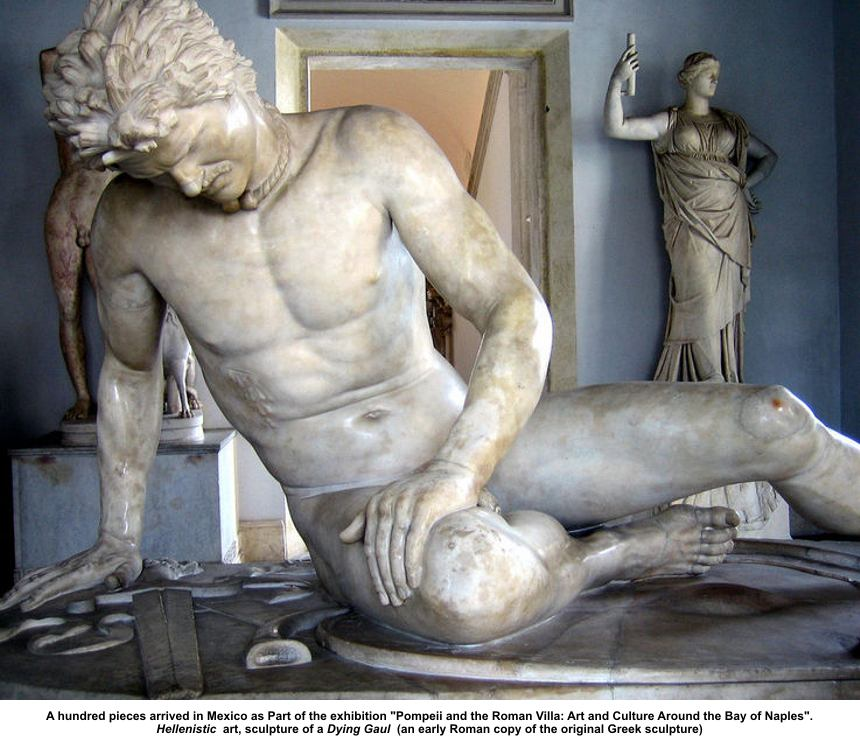 A hundred pieces arrived in Mexico as Part of the exhibition "Pompeii and the Roman Villa: Art and Culture Around the Bay of Naples".
Hellenistic art, sculpture of a Dying Gaul (an early Roman copy of the original Greek sculpture)